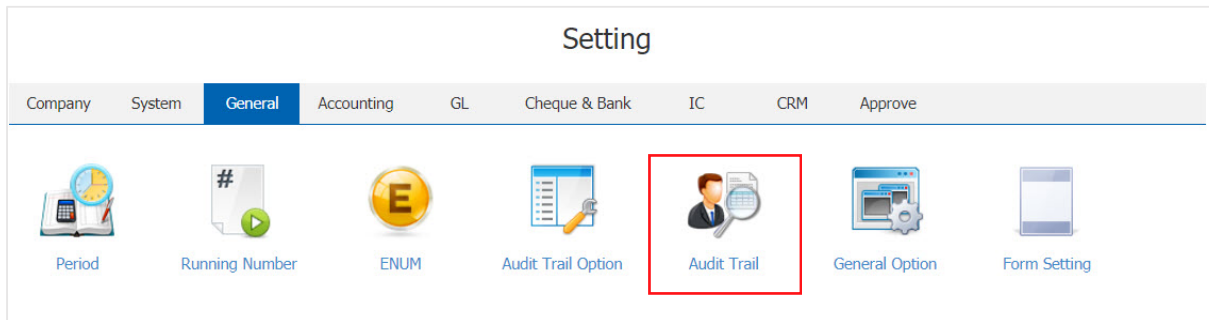 Setting
Company System General Accounting GL Cheque & Bank IC CRM Approve
#
E
Period Running Number ENUM Audit Trail Option Audit Trail General Option Form Setting